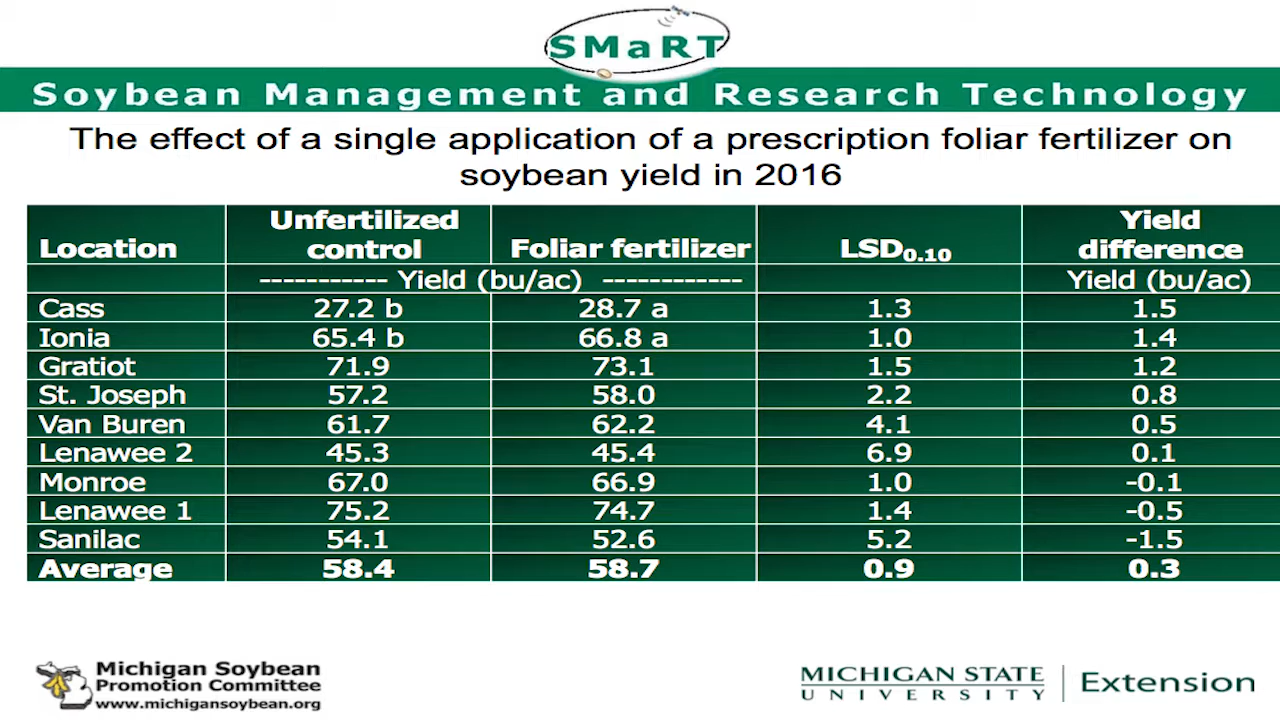 SMaRT
Soybean Management and Research Technology
The effect of a single application of a prescription foliar fertilizer on
soybean yield in 2016
Location Unfertilized control Foliar fertilizer LSD0.10 Yield difference
----------- Yield (bu/ac) ------------ Yield (bu/ac)
Cass 27.2 b 28.7 a 1.3 1.5
Ionia 65.4 b 66.8 a 1.0 1.4
Gratiot 71.9 73.1 1.5 1.2
St. Joseph 57.2 58.0 2.2 0.8
Van Buren 61.7 62.2 4.1 0.5
Lenawee 2 45.3 45.4 6.9 0.1
Monroe 67.0 66.9 1.0 -0.1
Lenawee 1 75.2 74.7 1.4 -0.5
Sanilac 54.1 52.6 5.2 -1.5
Average 58.4 58.7 0.9 0.3
Michigan Soybean
Promotion Committee
www.michigansoybean.org
MICHIGAN STATE
UNIVERSITY
Extension